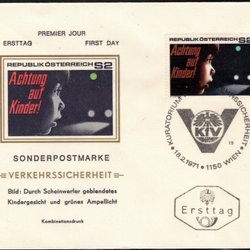 PREMIER JOUR
ERSTTAG FIRST DAY
REPUBLIK ÖSTERREICH S2
Achtung
auf
Kinder!
SONDERPOSTMARKE
VERKEHRSSICHERHEIT
Bild: Durch Scheinwerfer geblendetes
Kindergesicht und grünes Ampellicht
Kombinationsdruck
REPUBLIK ÖSTERREICH S2
Achtung
auf
Kinder!
KfV
18.2.1971 1150 WIEN
Ersttag